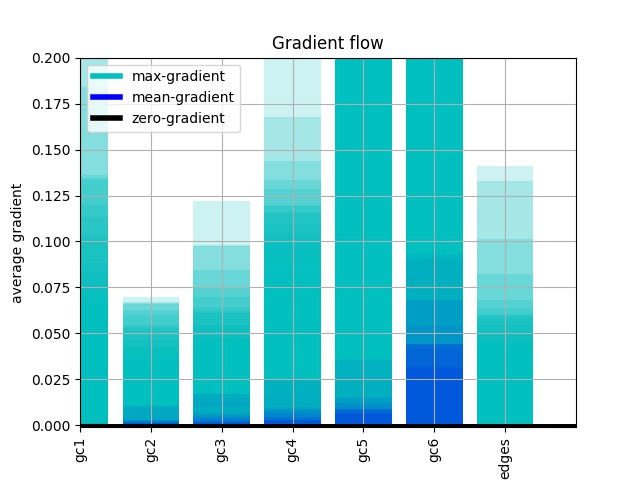 Gradient flow
0.200
0.175
0.150
0.125
0.100
0.075
0.050
0.025
0.000
average gradient
max-gradient
mean-gradient
zero-gradient
gc1
gc2
gc3
gc4
gc5
gc6
edges